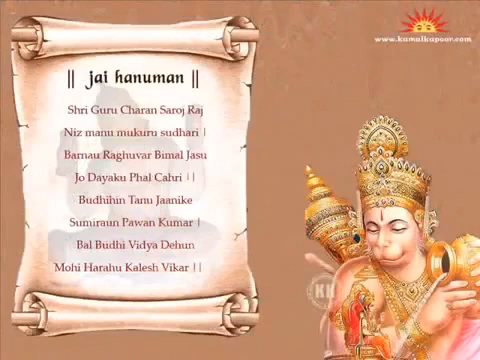 www.kamalkapoor.com
|| jai hanuman ||
Shri Guru Charan Saroj Raj
Niz manu mukuru sudhari |
Barnau Raghuvar Bimal Jasu
Jo Dayaku Phal Cahri ||
Budhihin Tanu Jaanike
Sumiraun Pawan Kumar |
Bal Budhi Vidya Dehun
Mohi Harahu Kalesh Vikar ||